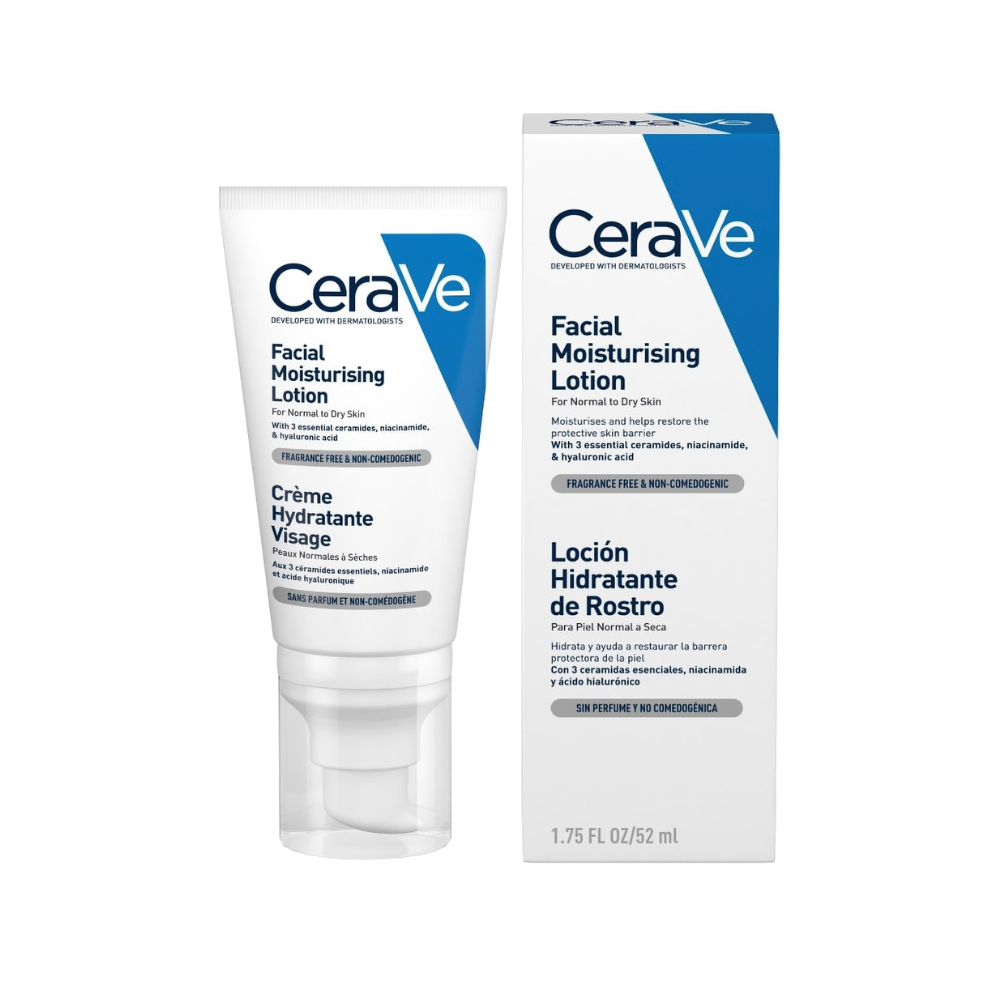 CeraVe
DEVELOPED WITH DERMATOLOGISTS
Facial
Moisturising
Lotion
For Normal to Dry Skin
With 3 essential ceramides, niacinamide,
& hyaluronic acid
FRAGRANCE FREE & NON-COMEDOGENIC
Crème
Hydratante
Visage
Peaux Normales à Sèches
Aux 3 céramides essentiels, niacinamide
et acide hyaluronique
SANS PARFUM ET NON-COMÉDOGÈNE
CeraVe
CeraVe
DEVELOPED WITH DERMATOLOGISTS
Facial
Moisturising
Lotion
For Normal to Dry Skin
Moisturises and helps restore the
protective skin barrier
With 3 essential ceramides, niacinamide,
& hyaluronic acid
FRAGRANCE FREE & NON-COMEDOGENIC
Loción
Hidratante
de Rostro
Para Piel Normal a Seca
Hidrata y ayuda a restaurar la barrera
protectora de la piel
Con 3 ceramidas esenciales, niacinamida
y ácido hialurónico
SIN PERFUME Y NO COMEDOGÉNICA
1.75 FL OZ/52 ml